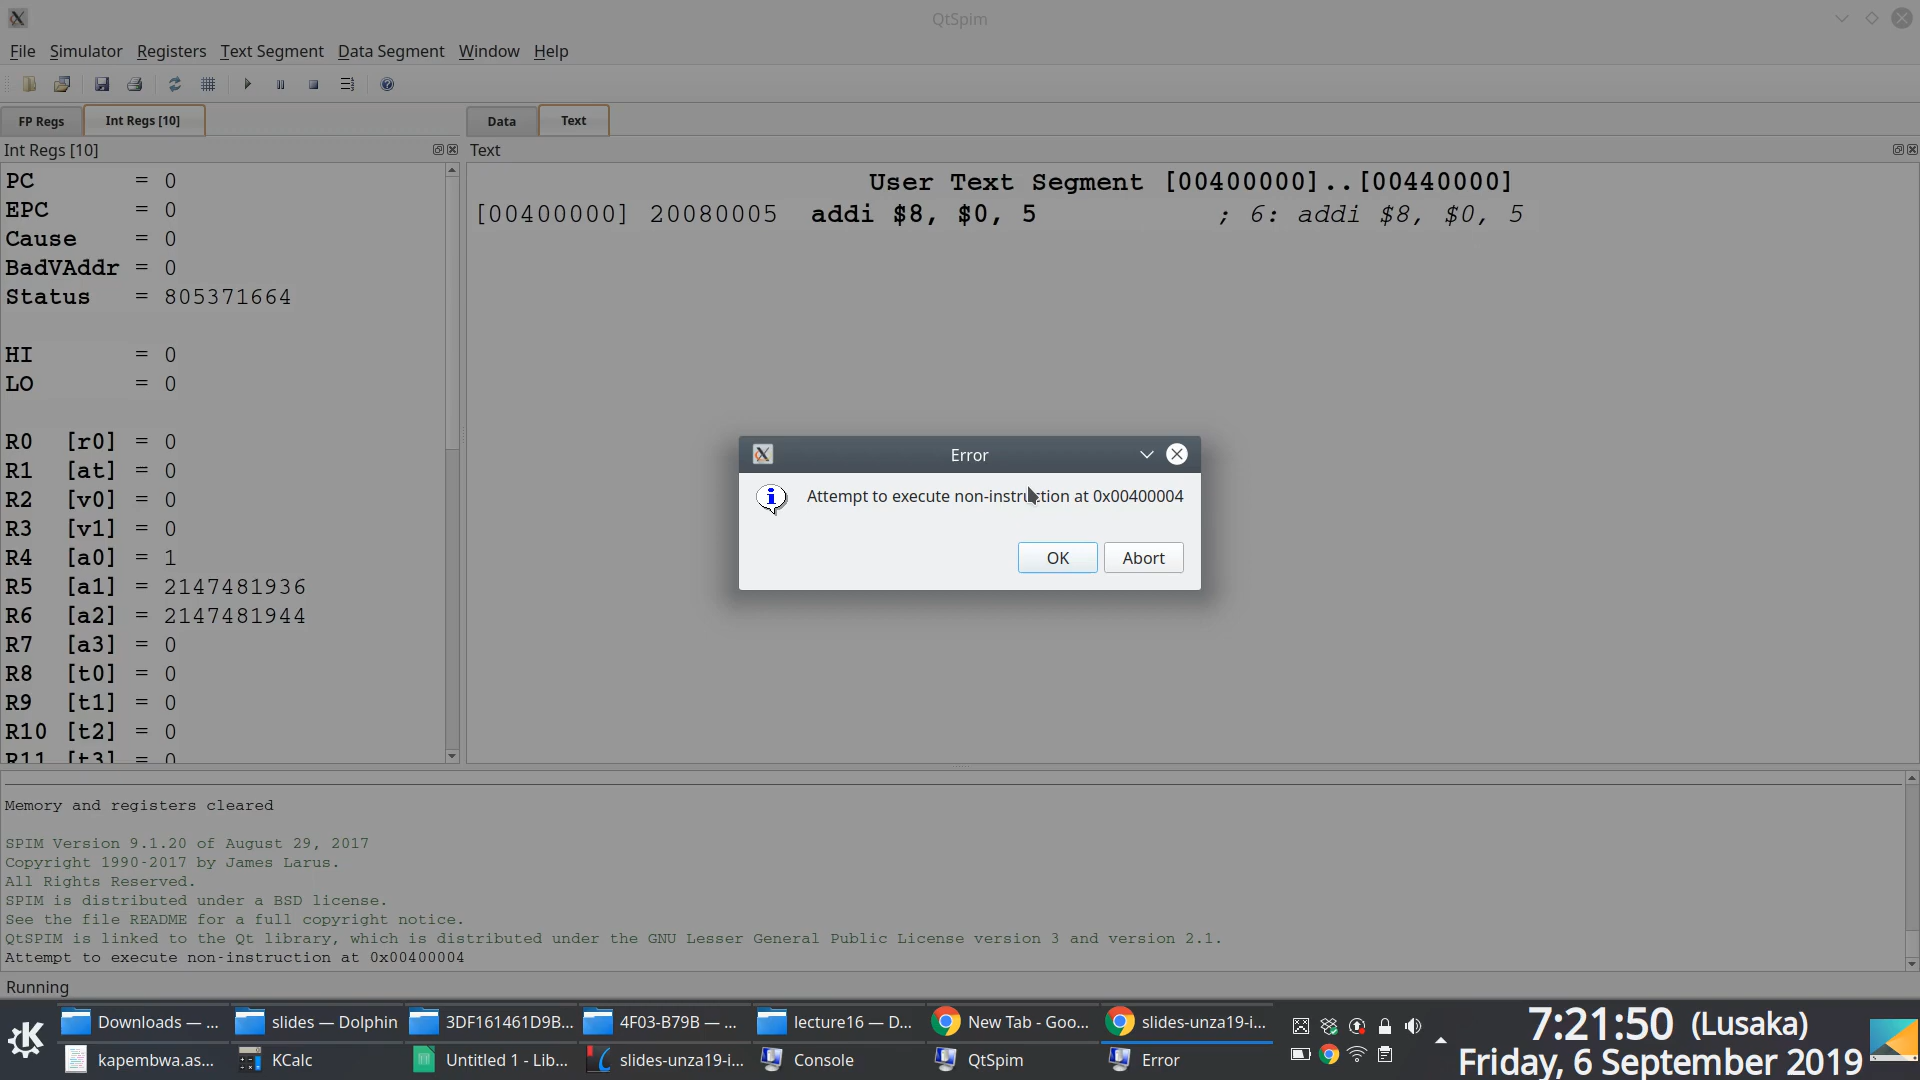 QtSpim
File Simulator Registers Text Segment Data Segment Window Help
FP Regs Int Regs [10] Data Text
Int Regs [10] Text
PC = 0
EPC = 0
Cause = 0
BadVAddr = 0
Status = 805371664
HI = 0
LO = 0
R0 [r0] = 0
R1 [at] = 0
R2 [v0] = 0
R3 [v1] = 0
R4 [a0] = 1
R5 [a1] = 2147481936
R6 [a2] = 2147481944
R7 [a3] = 0
R8 [t0] = 0
R9 [t1] = 0
R10 [t2] = 0
R11 [t3] = 0
User Text Segment [00400000]..[00440000]
[00400000] 20080005 addi $8, $0, 5 ; 6: addi $8, $0, 5
Error
Attempt to execute non-instruction at 0x00400004
OK Abort
Memory and registers cleared
SPIM Version 9.1.20 of August 29, 2017
Copyright 1990-2017 by James Larus.
All Rights Reserved.
SPIM is distributed under a BSD license.
See the file README for a full copyright notice.
QtSPIM is linked to the Qt library, which is distributed under the GNU Lesser General Public License version 3 and version 2.1.
Attempt to execute non-instruction at 0x00400004
Running
Downloads — ... slides — Dolphin 3DF161461D9B... 4F03-B79B — ... lecture16 — D... New Tab - Goo... slides-unza19-i...
kapembwa.as... KCalc Untitled 1 - Lib... slides-unza19-i... Console QtSpim Error
7:21:50 (Lusaka)
Friday, 6 September 2019